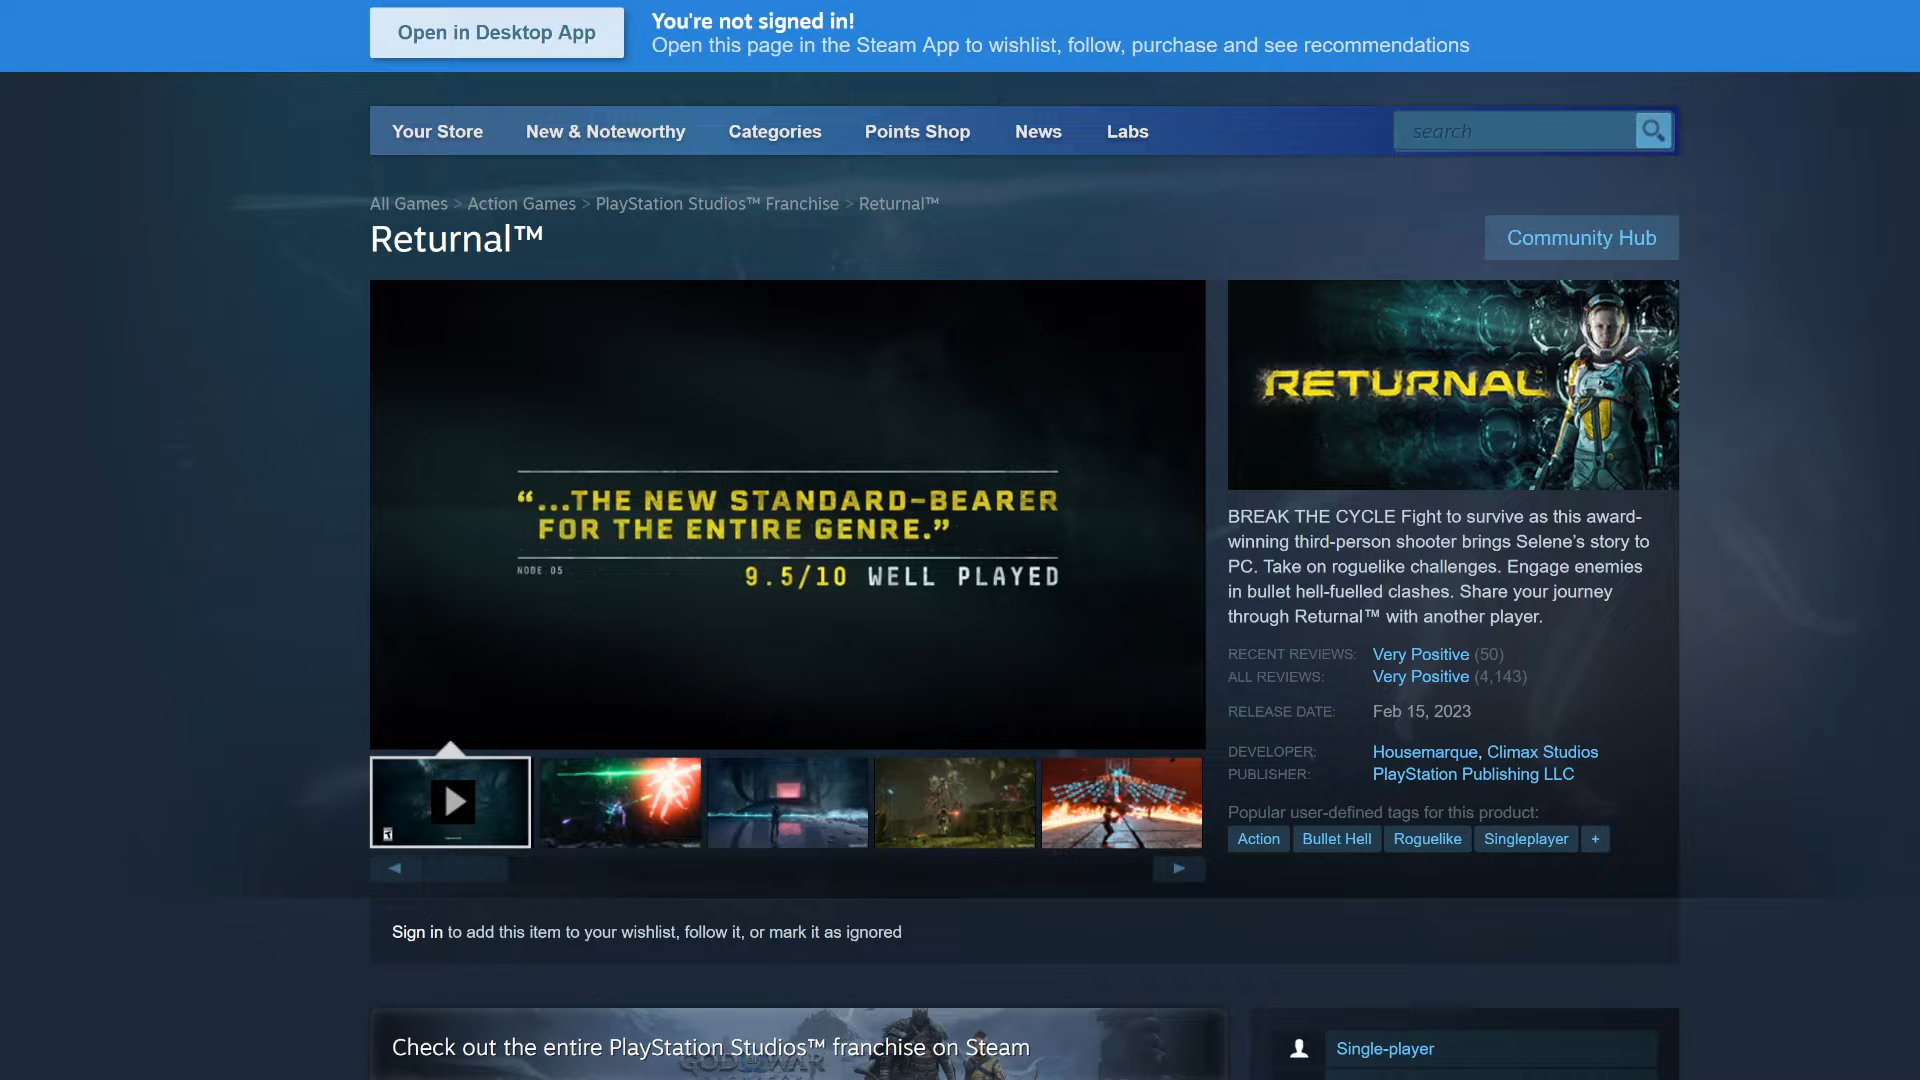 Open in Desktop App
You're not signed in!
Open this page in the Steam App to wishlist, follow, purchase and see recommendations
Your Store New & Noteworthy Categories Points Shop News Labs
search
All Games > Action Games > PlayStation Studios™ Franchise > Returnal™
Returnal™
Community Hub
“...THE NEW STANDARD-BEARER
FOR THE ENTIRE GENRE.”
NODE 05
9.5/10 WELL PLAYED
RETURNAL
BREAK THE CYCLE Fight to survive as this award-
winning third-person shooter brings Selene’s story to
PC. Take on roguelike challenges. Engage enemies
in bullet hell-fuelled clashes. Share your journey
through Returnal™ with another player.
RECENT REVIEWS: Very Positive (50)
ALL REVIEWS: Very Positive (4,143)
RELEASE DATE: Feb 15, 2023
DEVELOPER: Housemarque, Climax Studios
PUBLISHER: PlayStation Publishing LLC
Popular user-defined tags for this product:
Action Bullet Hell Roguelike Singleplayer +
Sign in to add this item to your wishlist, follow it, or mark it as ignored
Check out the entire PlayStation Studios™ franchise on Steam
GOD OF WAR
Single-player